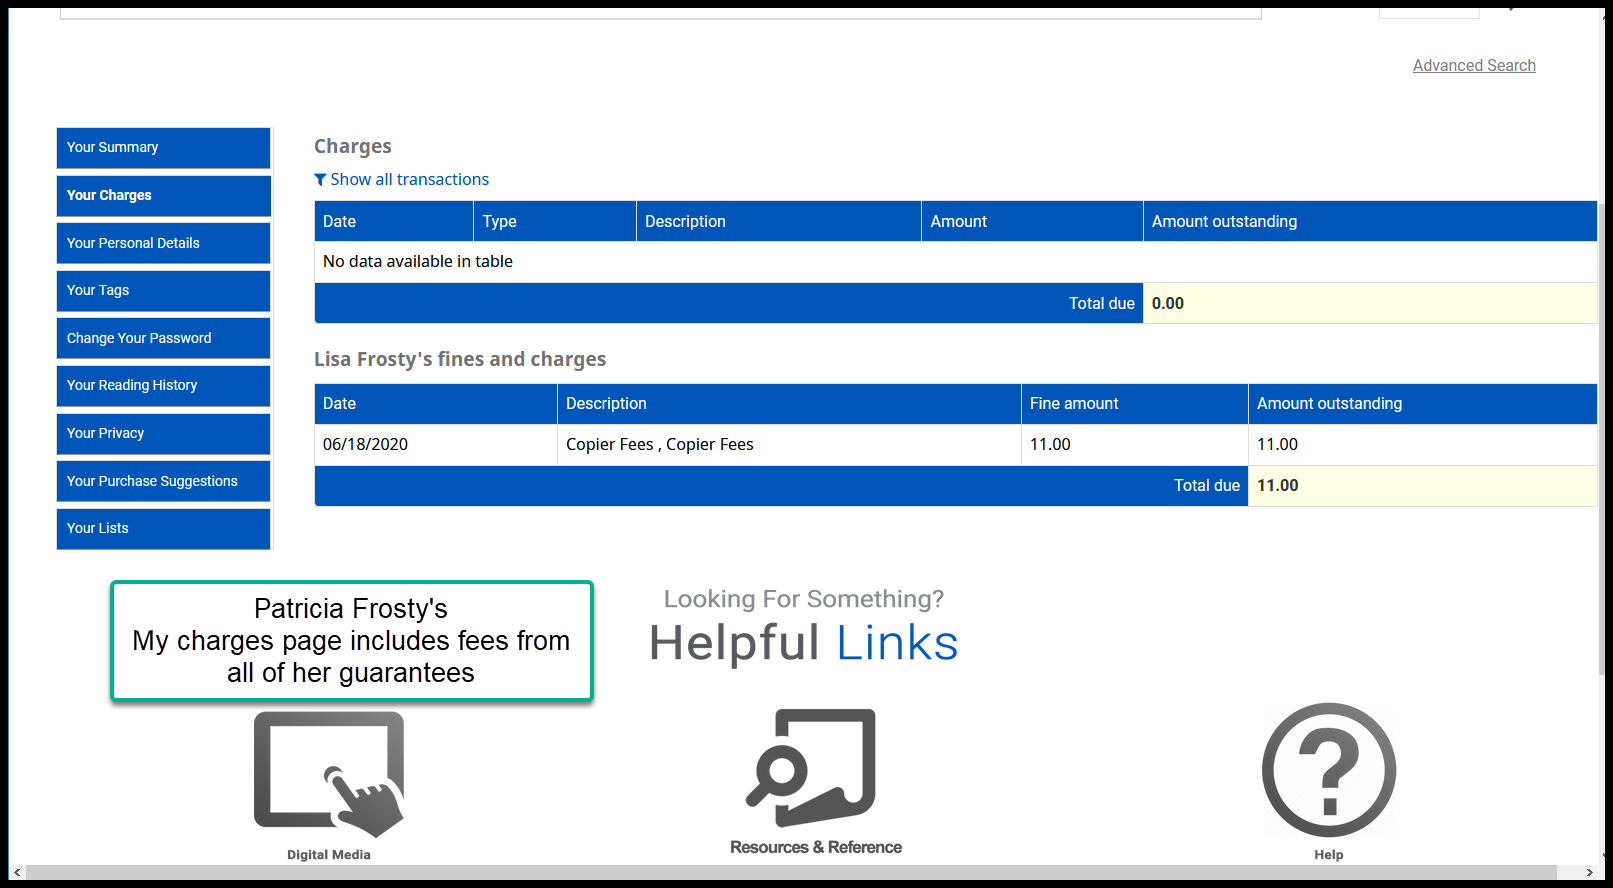 Advanced Search
Your Summary
Your Charges
Your Personal Details
Your Tags
Change Your Password
Your Reading History
Your Privacy
Your Purchase Suggestions
Your Lists
Charges
Show all transactions
Date Type Description Amount Amount outstanding
No data available in table
Total due 0.00
Lisa Frosty's fines and charges
Date Description Fine amount Amount outstanding
06/18/2020 Copier Fees , Copier Fees 11.00 11.00
Total due 11.00
Patricia Frosty's
My charges page includes fees from
all of her guarantees
Looking For Something?
Helpful Links
Digital Media
Resources & Reference
Help